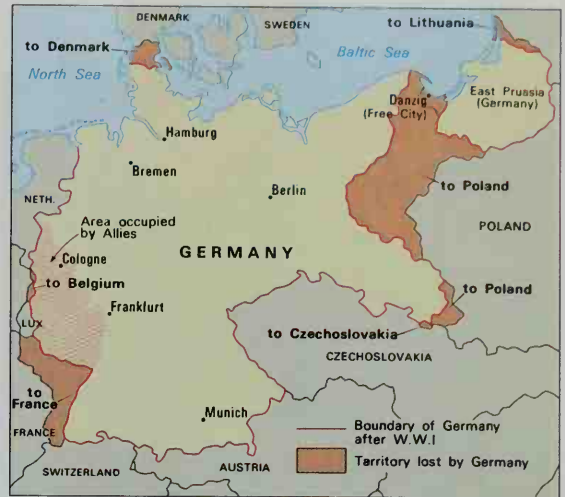 DENMARK
SWEDEN
to Lithuania
to Denmark
Baltic Sea
North Sea
East Prussia
(Germany)
Danzig
(Free City)
Hamburg
Bremen
Berlin
to Poland
NETH.
POLAND
Area occupied
by Allies
GERMANY
Cologne
to Belgium
to Poland
Frankfurt
LUX
to Czechoslovakia
CZECHOSLOVAKIA
to
France
Munich
FRANCE
Boundary of Germany
after W.W.I
AUSTRIA
SWITZERLAND
Territory lost by Germany